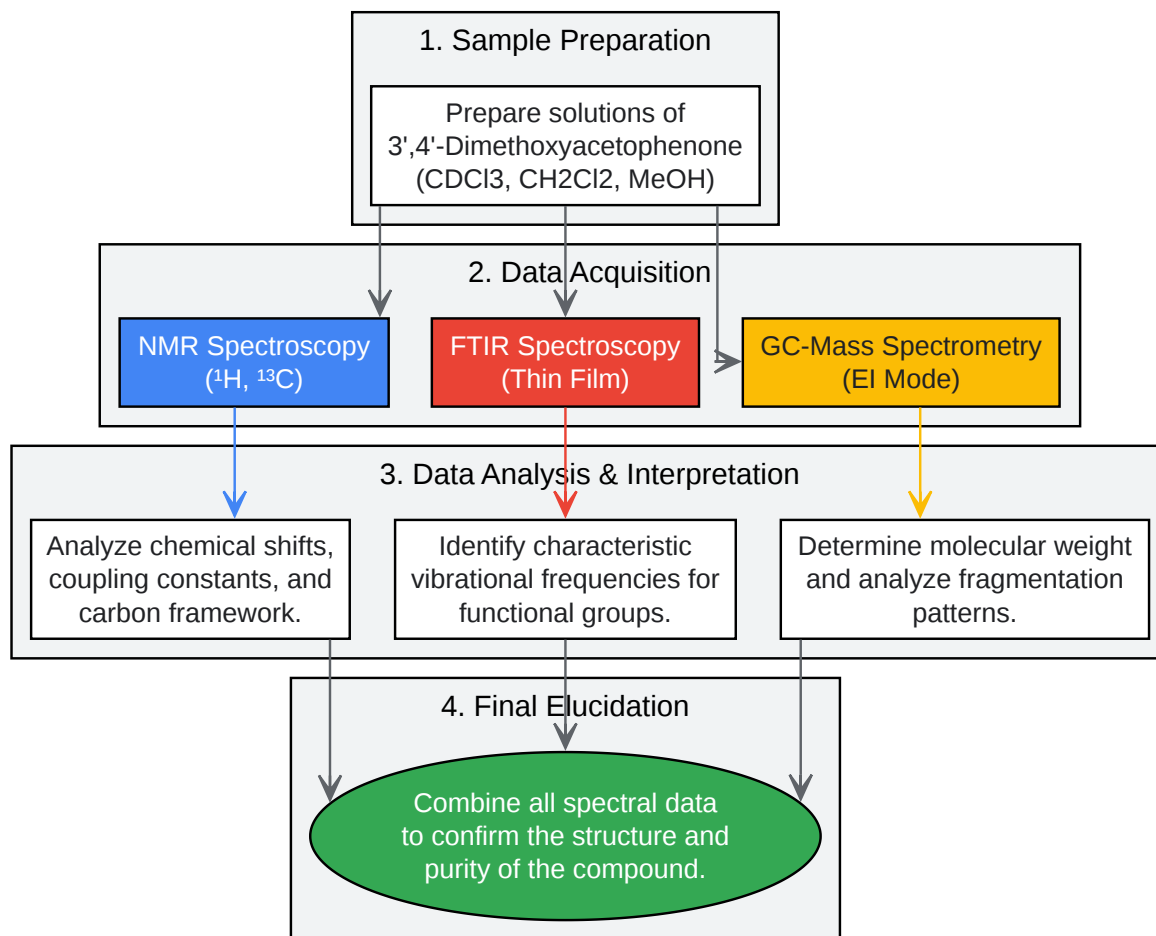 1. Sample Preparation
Prepare solutions of
3',4'-Dimethoxyacetophenone
(CDCl3, CH2Cl2, MeOH)
2. Data Acquisition
NMR Spectroscopy
(¹H, ¹³C)
FTIR Spectroscopy
(Thin Film)
GC-Mass Spectrometry
(EI Mode)
3. Data Analysis & Interpretation
Analyze chemical shifts,
coupling constants, and
carbon framework.
Identify characteristic
vibrational frequencies for
functional groups.
Determine molecular weight
and analyze fragmentation
patterns.
4. Final Elucidation
Combine all spectral data
to confirm the structure and
purity of the compound.